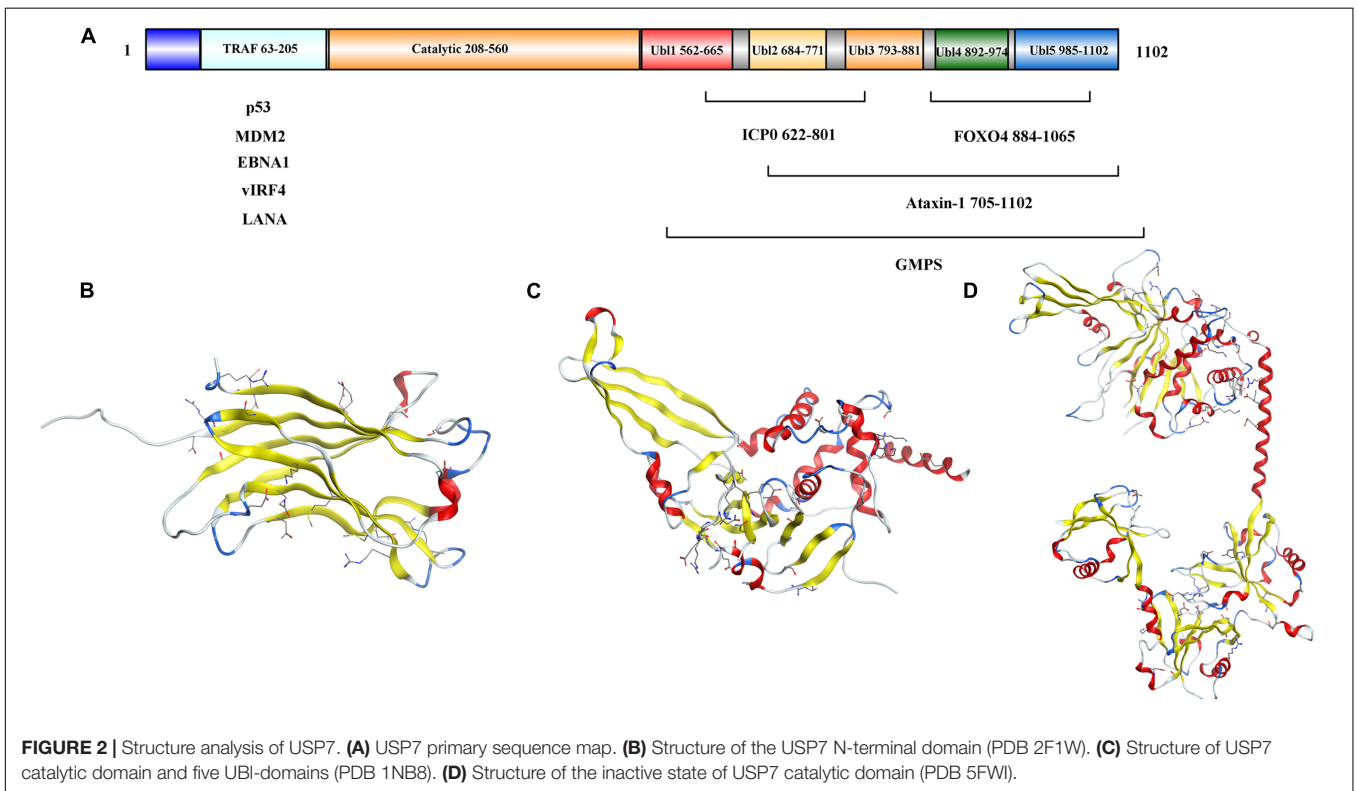 A
1
TRAF 63-205
Catalytic 208-560
Ubl1 562-665
Ubl2 684-771
Ubl3 793-881
Ubl4 892-974
Ubl5 985-1102
1102
p53
MDM2
EBNA1
vIRF4
LANA
ICP0 622-801
FOXO4 884-1065
Ataxin-1 705-1102
GMPS
B
C
D
FIGURE 2 | Structure analysis of USP7. (A) USP7 primary sequence map. (B) Structure of the USP7 N-terminal domain (PDB 2F1W). (C) Structure of USP7
catalytic domain and five UBl-domains (PDB 1NB8). (D) Structure of the inactive state of USP7 catalytic domain (PDB 5FWI).